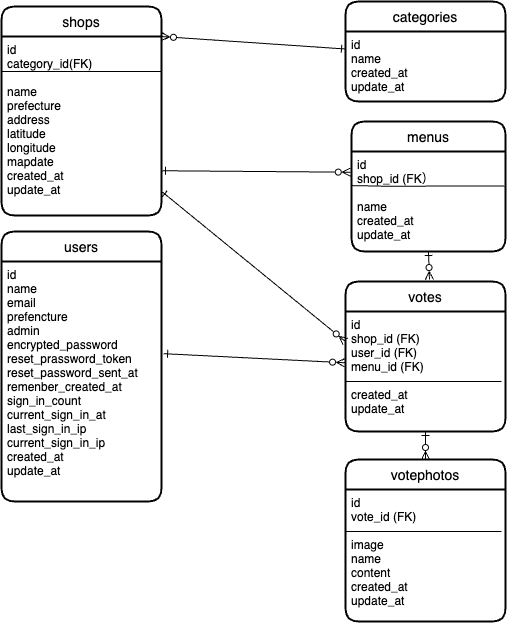 shops
id
category_id(FK)
name
prefecture
address
latitude
longitude
mapdate
created_at
update_at
categories
id
name
created_at
update_at
menus
id
shop_id (FK)
name
created_at
update_at
users
id
name
email
prefencture
admin
encrypted_password
reset_prassword_token
reset_password_sent_at
remenber_created_at
sign_in_count
current_sign_in_at
last_sign_in_ip
current_sign_in_ip
created_at
update_at
votes
id
shop_id (FK)
user_id (FK)
menu_id (FK)
created_at
update_at
votephotos
id
vote_id (FK)
image
name
content
created_at
update_at